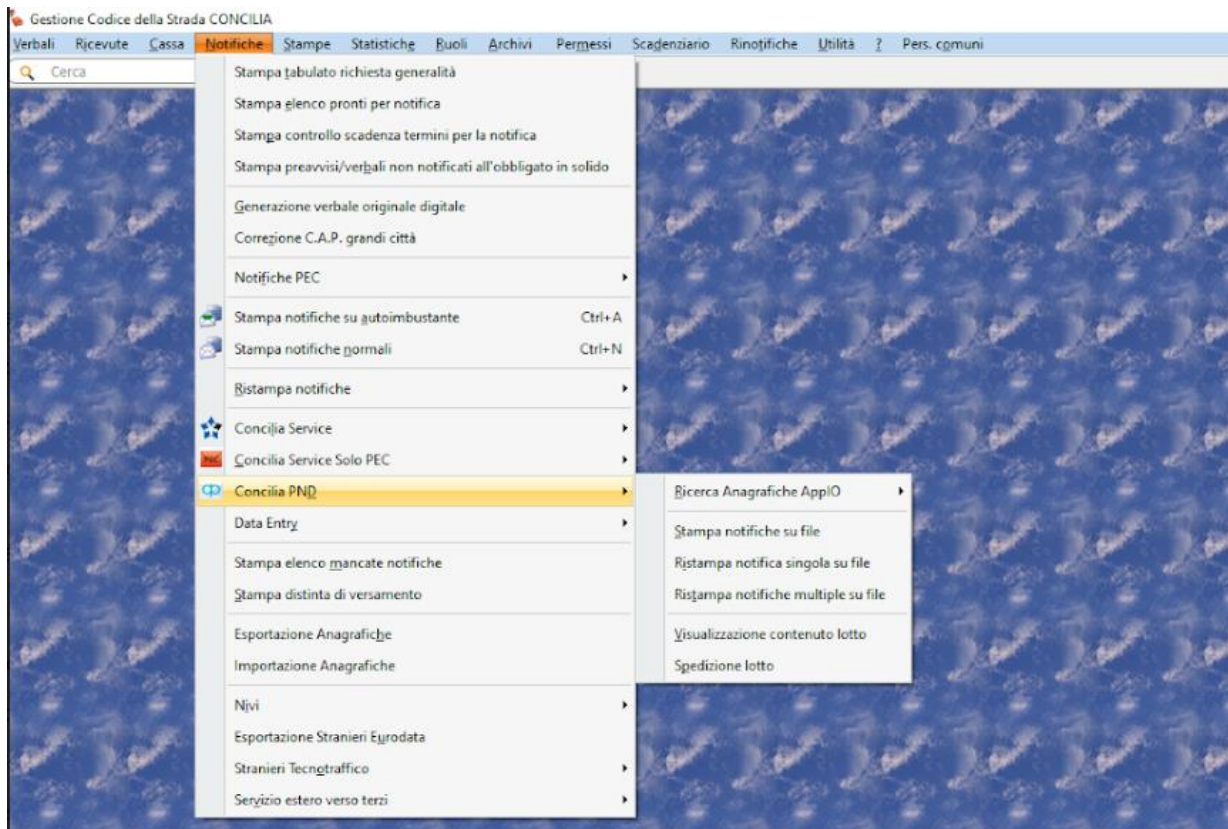 Gestione Codice della Strada CONCILIA
Verbali Ricevute Cassa Notifiche Stampe Statistiche Ruoli Archivi Permessi Scadenziario Rinotifiche Utilità ? Pers. comuni
Cerca
Stampa tabulato richiesta generalità
Stampa elenco pronti per notifica
Stampa controllo scadenza termini per la notifica
Stampa preavvisi/verbali non notificati all'obbligato in solido
Generazione verbale originale digitale
Correzione C.A.P. grandi città
Notifiche PEC
Stampa notifiche su autoimbustante Ctrl+A
Stampa notifiche normali Ctrl+N
Ristampa notifiche
Concilia Service
PEC Concilia Service Solo PEC
Concilia PND
Data Entry
Stampa elenco mancate notifiche
Stampa distinta di versamento
Esportazione Anagrafiche
Importazione Anagrafiche
Nivi
Esportazione Stranieri Eurodata
Stranieri Tecnotraffico
Servizio estero verso terzi
Ricerca Anagrafiche AppIO
Stampa notifiche su file
Ristampa notifica singola su file
Ristampa notifiche multiple su file
Visualizzazione contenuto lotto
Spedizione lotto